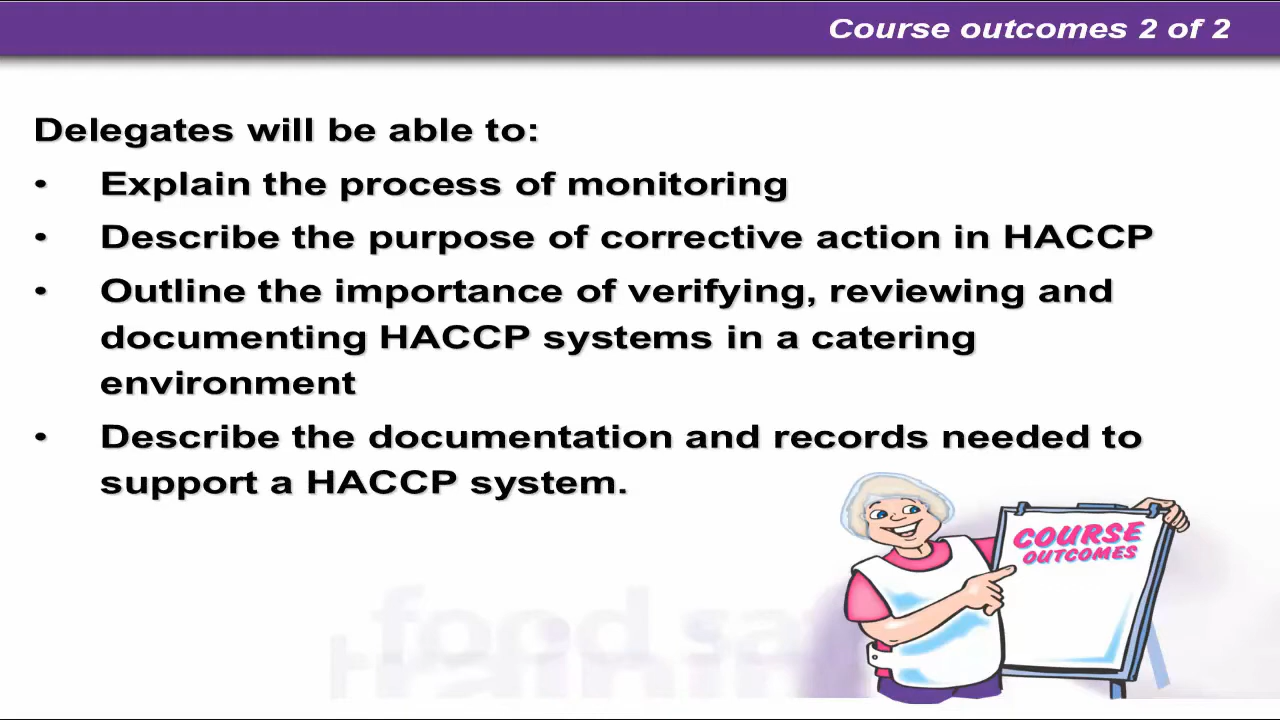 Course outcomes 2 of 2
Delegates will be able to:
• Explain the process of monitoring
• Describe the purpose of corrective action in HACCP
• Outline the importance of verifying, reviewing and
documenting HACCP systems in a catering
environment
• Describe the documentation and records needed to
support a HACCP system.
COURSE
OUTCOMES
food sa